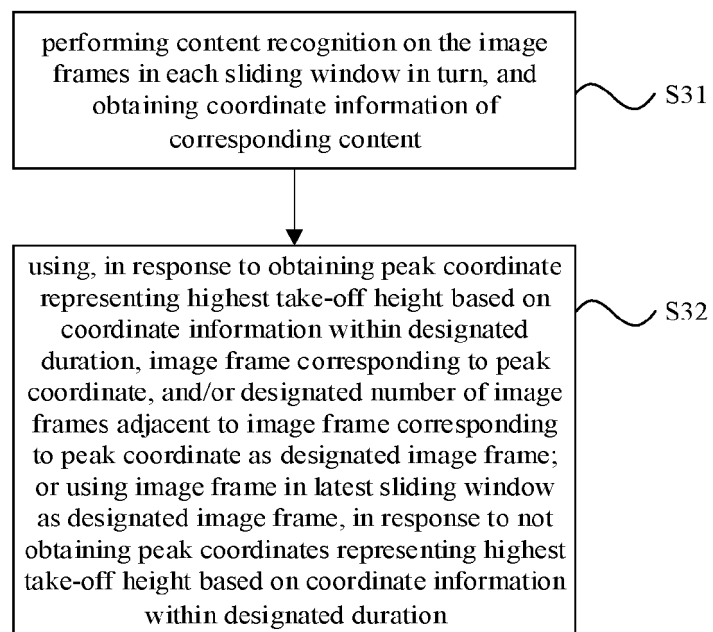 performing content recognition on the image
frames in each sliding window in turn, and
obtaining coordinate information of
corresponding content
S31
using, in response to obtaining peak coordinate
representing highest take-off height based on
coordinate information within designated
duration, image frame corresponding to peak
coordinate, and/or designated number of image
frames adjacent to image frame corresponding
to peak coordinate as designated image frame;
or using image frame in latest sliding window
as designated image frame, in response to not
obtaining peak coordinates representing highest
take-off height based on coordinate information
within designated duration
S32